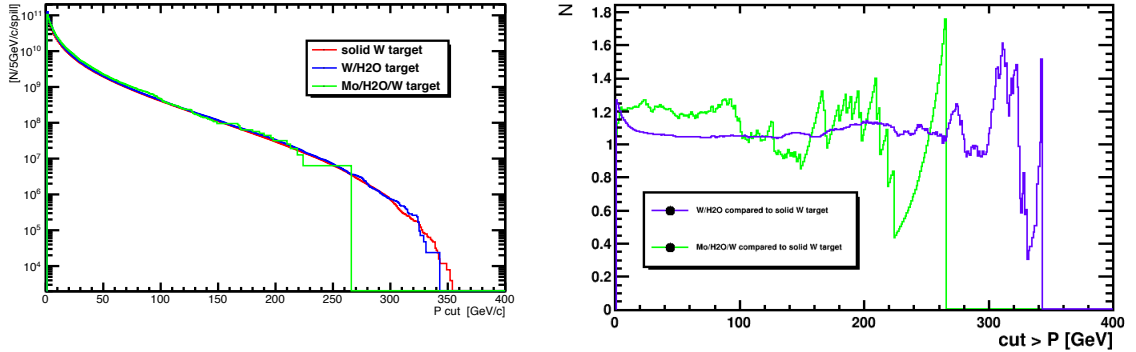 [N/5GeV/c/spill]
10^11
10^10
10^9
10^8
10^7
10^6
10^5
10^4
solid W target
W/H2O target
Mo/H2O/W target
0 50 100 150 200 250 300 350 400
P cut [GeV/c]
N
1.8
1.6
1.4
1.2
1
0.8
0.6
0.4
0.2
0
W/H2O compared to solid W target
Mo/H2O/W compared to solid W target
0 100 200 300 400
cut > P [GeV]